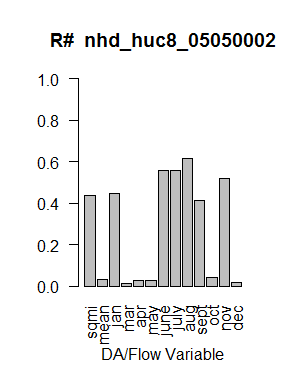 R# nhd_huc8_05050002
1.0
0.8
0.6
0.4
0.2
0.0
sqmi
mean
jan
mar
apr
may
june
july
aug
sept
oct
nov
dec
DA/Flow Variable